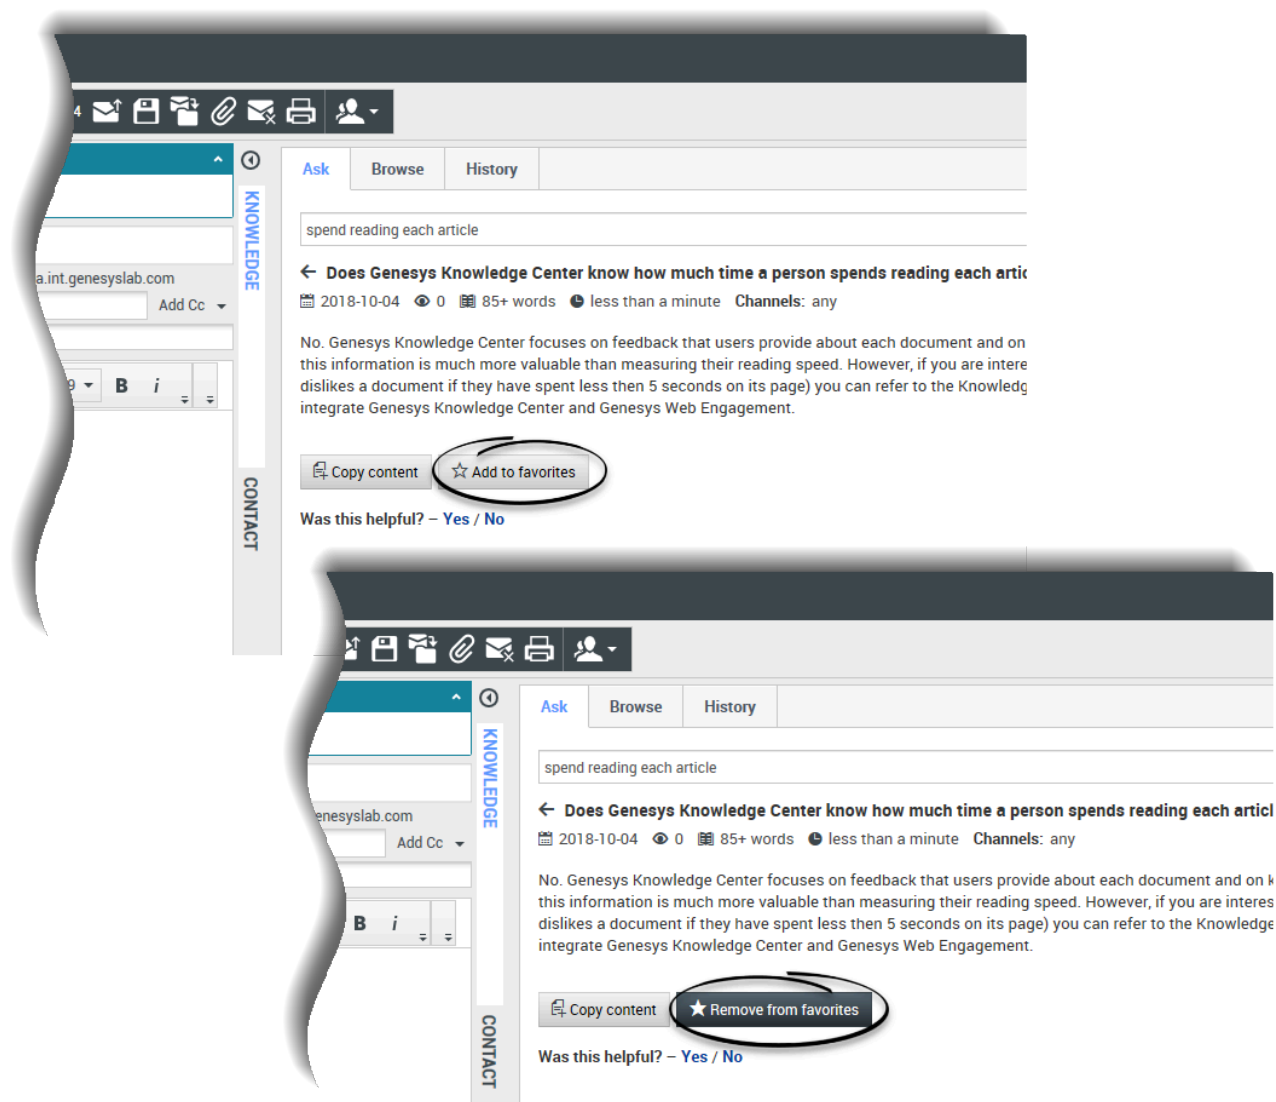 4
Ask Browse History
KNOWLEDGE
spend reading each article
Does Genesys Knowledge Center know how much time a person spends reading each artic
a.int.genesyslab.com
2018-10-04 0 85+ words less than a minute Channels: any
Add Cc
No. Genesys Knowledge Center focuses on feedback that users provide about each document and on
this information is much more valuable than measuring their reading speed. However, if you are intere
9 B i
dislikes a document if they have spent less then 5 seconds on its page) you can refer to the Knowledg
integrate Genesys Knowledge Center and Genesys Web Engagement.
Copy content Add to favorites
CONTACT
Was this helpful? – Yes / No
Ask Browse History
KNOWLEDGE
spend reading each article
Does Genesys Knowledge Center know how much time a person spends reading each articl
enesyslab.com
2018-10-04 0 85+ words less than a minute Channels: any
Add Cc
No. Genesys Knowledge Center focuses on feedback that users provide about each document and on k
this information is much more valuable than measuring their reading speed. However, if you are interes
B i
dislikes a document if they have spent less then 5 seconds on its page) you can refer to the Knowledge
integrate Genesys Knowledge Center and Genesys Web Engagement.
Copy content Remove from favorites
CONTACT
Was this helpful? – Yes / No